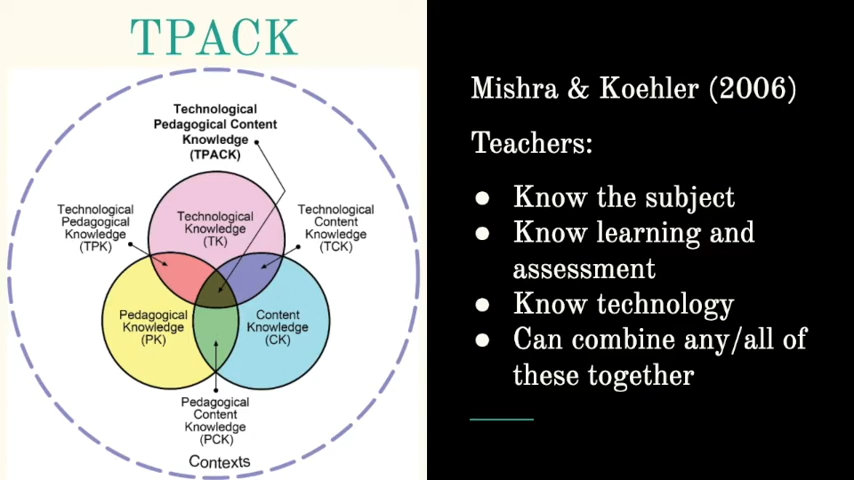 TPACK
Technological
Pedagogical Content
Knowledge
(TPACK)
Technological
Pedagogical
Knowledge
(TPK)
Technological
Knowledge
(TK)
Technological
Content
Knowledge
(TCK)
Pedagogical
Knowledge
(PK)
Content
Knowledge
(CK)
Pedagogical
Content
Knowledge
(PCK)
Contexts
Mishra & Koehler (2006)
Teachers:
● Know the subject
● Know learning and
assessment
● Know technology
● Can combine any/all of
these together